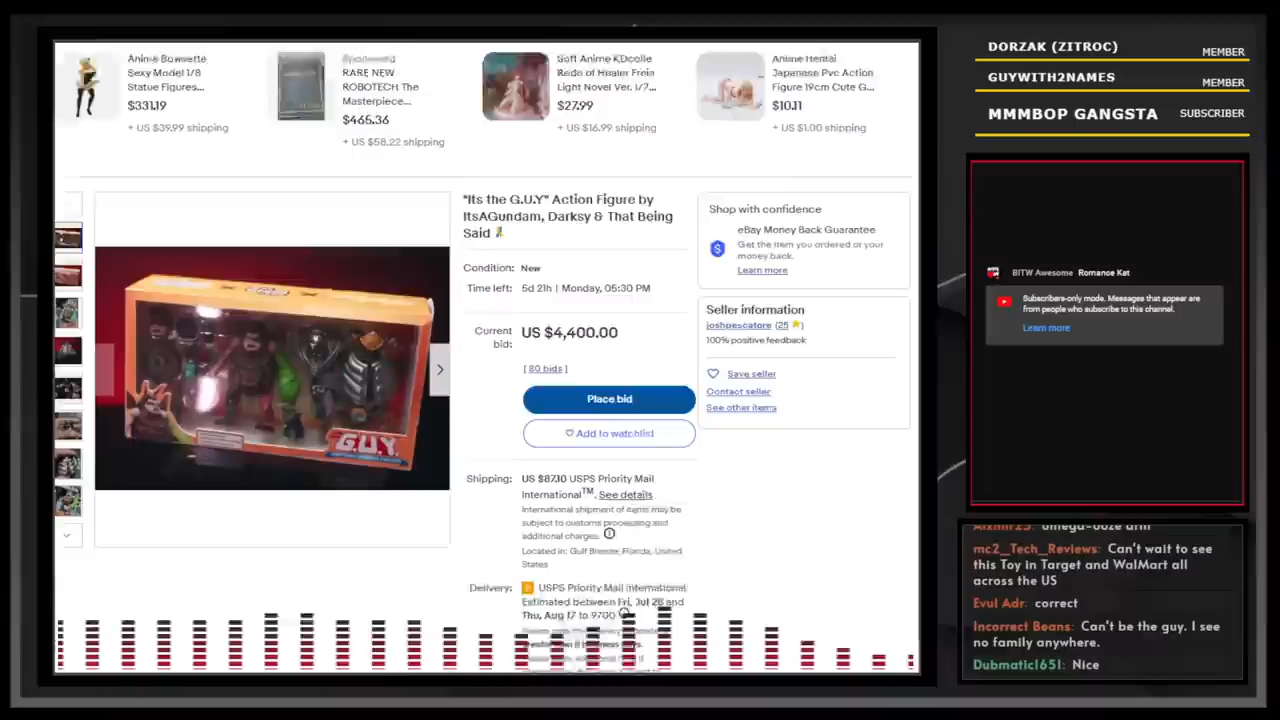 Anime Bowsette
Sexy Model 1/8
Statue Figures...
$331.19
+ US $39.99 shipping
Sponsored
RARE NEW
ROBOTECH The
Masterpiece...
$465.36
+ US $58.22 shipping
Soft Anime KDcolle
Redo of Healer Freia
Light Novel Ver. 1/7...
$27.99
+ US $16.99 shipping
Anime Hentai
Japanese Pvc Action
Figure 19cm Cute G...
$10.11
+ US $1.00 shipping
"Its the G.U.Y" Action Figure by
ItsAGundam, Darksy & That Being
Said
Condition: New
Time left: 5d 21h | Monday, 05:30 PM
Current bid: US $4,400.00
[ 80 bids ]
Place bid
Add to watchlist
Shipping: US $87.10 USPS Priority Mail
International™. See details
International shipment of items may be
subject to customs processing and
additional charges.
Located in: Gulf Breeze, Florida, United
States
Delivery: USPS Priority Mail International
Estimated between Fri, Jul 28 and
Thu, Aug 17 to 9700
G.U.Y.
Shop with confidence
eBay Money Back Guarantee
Get the item you ordered or your
money back.
Learn more
Seller information
joshpescatore (25 )
100% positive feedback
Save seller
Contact seller
See other items
DORZAK (ZITROC) MEMBER
GUYWITH2NAMES MEMBER
MMMBOP GANGSTA SUBSCRIBER
BITW Awesome Romance Kat
Subscribers-only mode. Messages that appear
are from people who subscribe to this channel.
Learn more
omega-ooze arm
mc2_Tech_Reviews: Can't wait to see
this Toy in Target and WalMart all
across the US
Evul Adr: correct
Incorrect Beans: Can't be the guy. I see
no family anywhere.
Dubmatic1651: Nice